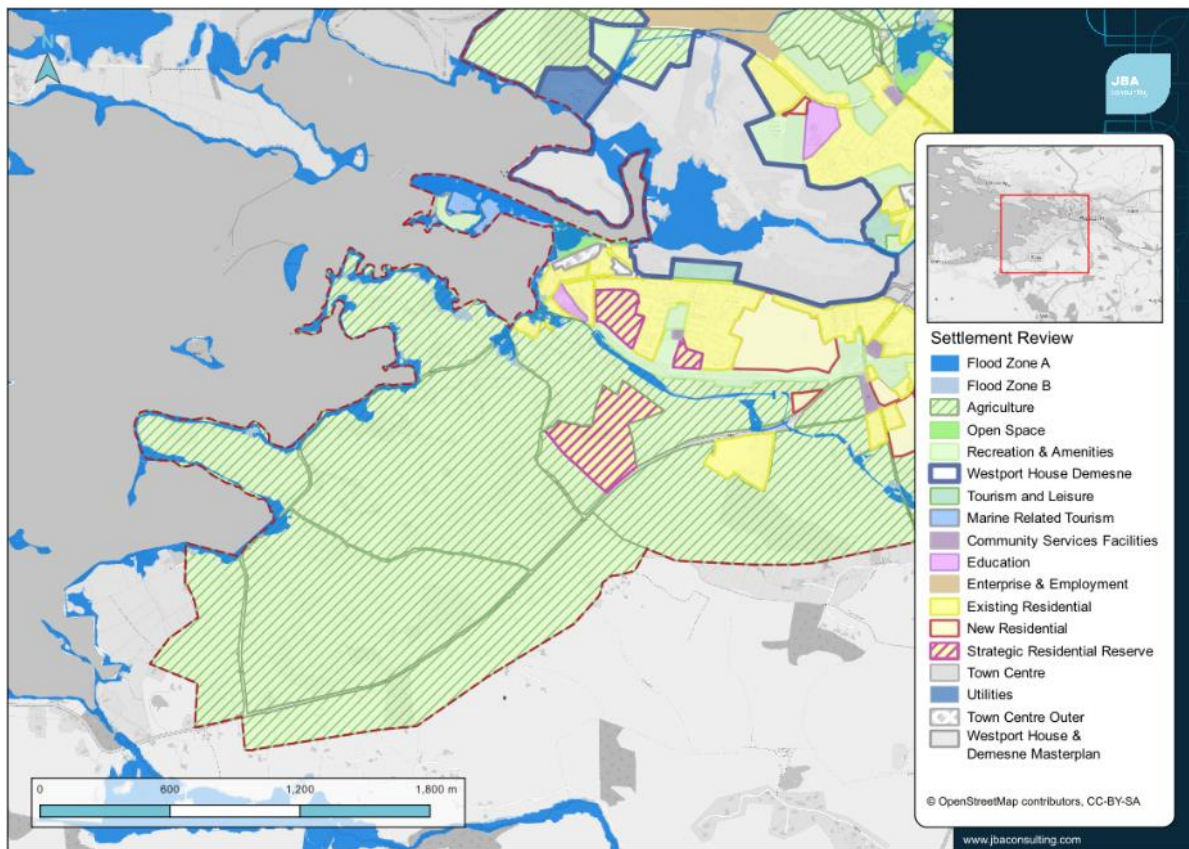 N
JBA
consulting
Settlement Review
Flood Zone A
Flood Zone B
Agriculture
Open Space
Recreation & Amenities
Westport House Demesne
Tourism and Leisure
Marine Related Tourism
Community Services Facilities
Education
Enterprise & Employment
Existing Residential
New Residential
Strategic Residential Reserve
Town Centre
Utilities
Town Centre Outer
Westport House &
Demesne Masterplan
0 600 1,200 1,800 m
© OpenStreetMap contributors, CC-BY-SA
www.jbaconsulting.com